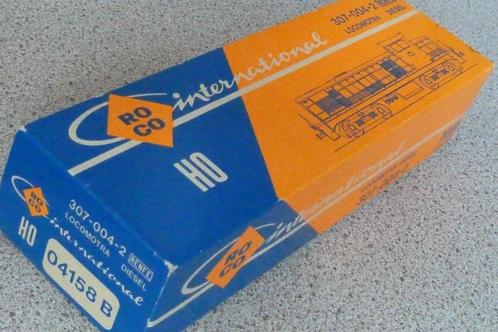 307-004-2 RENFE
LOCOMOTRA DIESEL
international
ROCO
HO
307-004-2 RENFE
LOCOMOTRA DIESEL
international
HO
04158 B
ROCO
international